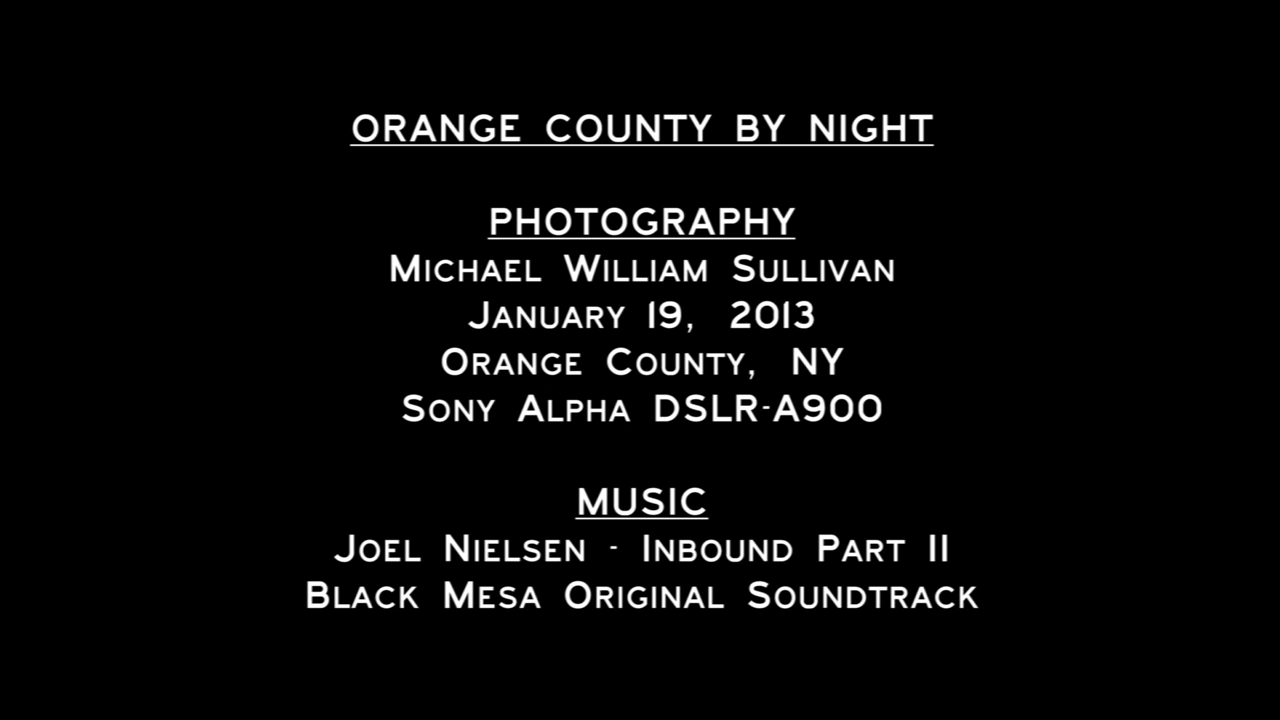 ORANGE COUNTY BY NIGHT
PHOTOGRAPHY
MICHAEL WILLIAM SULLIVAN
JANUARY 19, 2013
ORANGE COUNTY, NY
SONY ALPHA DSLR-A900
MUSIC
JOEL NIELSEN - INBOUND PART II
BLACK MESA ORIGINAL SOUNDTRACK